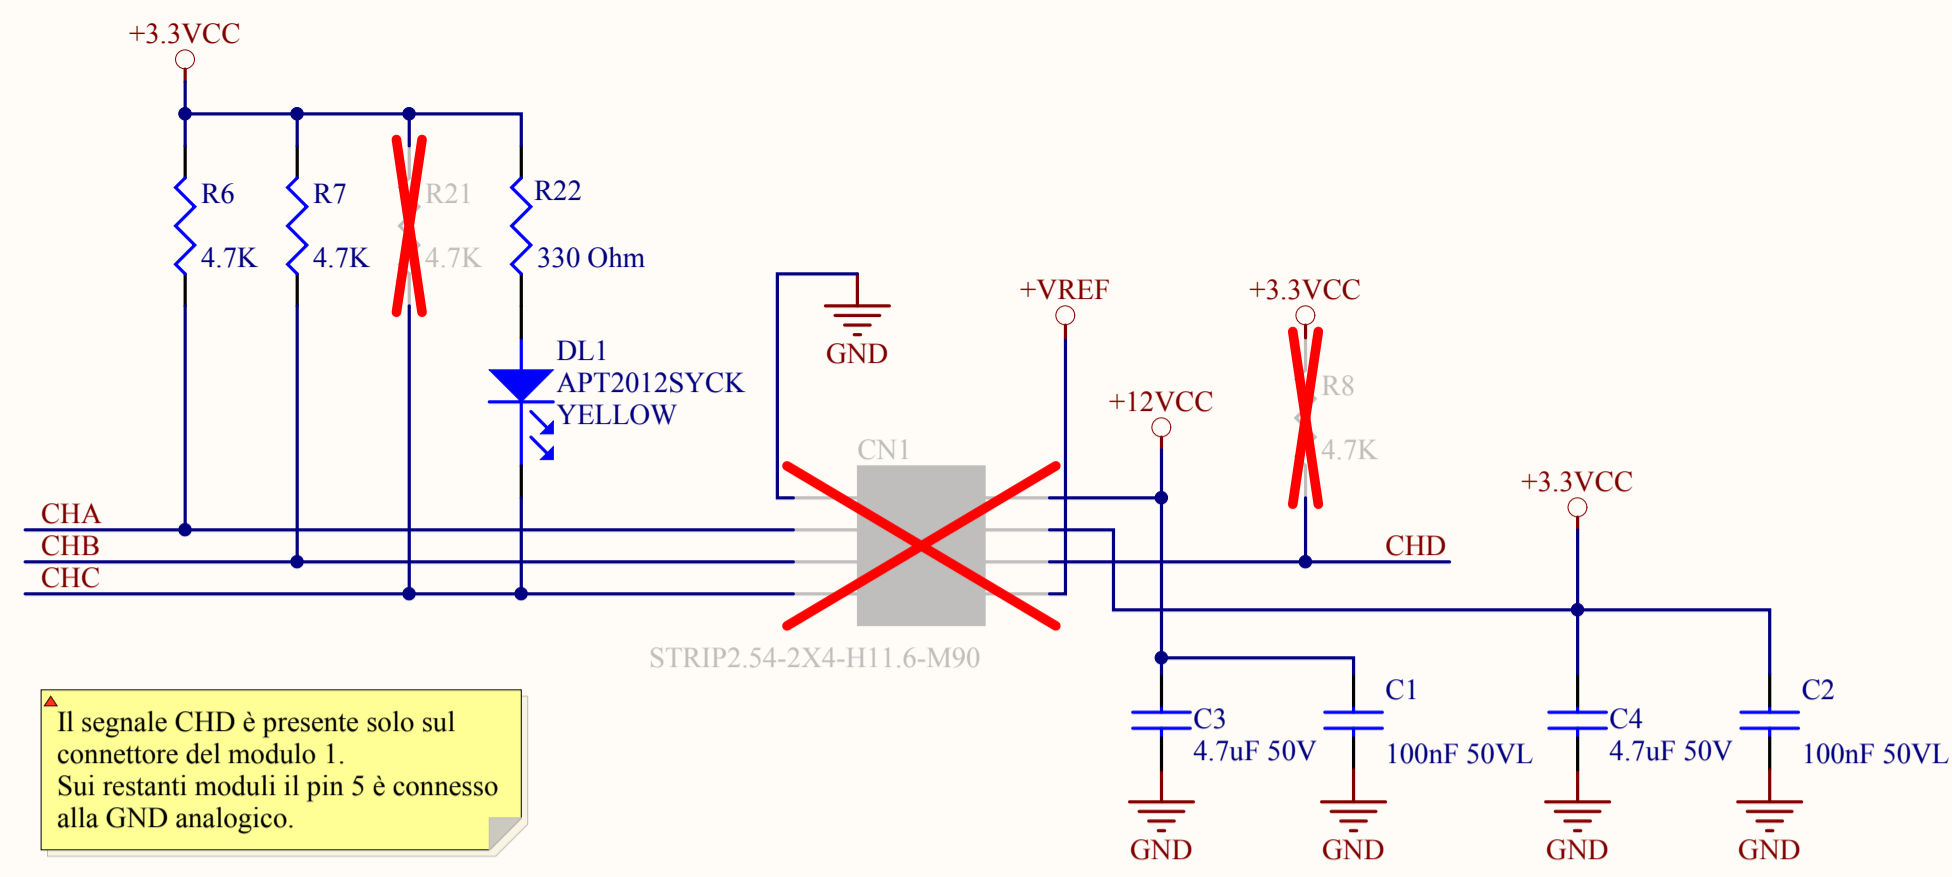 +3.3VCC
R6
4.7K
R7
4.7K
R21
4.7K
R22
330 Ohm
DL1
APT2012SYCK
YELLOW
GND
+VREF
+12VCC
+3.3VCC
R8
4.7K
+3.3VCC
CN1
STRIP2.54-2X4-H11.6-M90
CHA
CHB
CHC
CHD
C3
4.7uF 50V
C1
100nF 50VL
C4
4.7uF 50V
C2
100nF 50VL
GND
GND
GND
GND
Il segnale CHD è presente solo sul
connettore del modulo 1.
Sui restanti moduli il pin 5 è connesso
alla GND analogico.